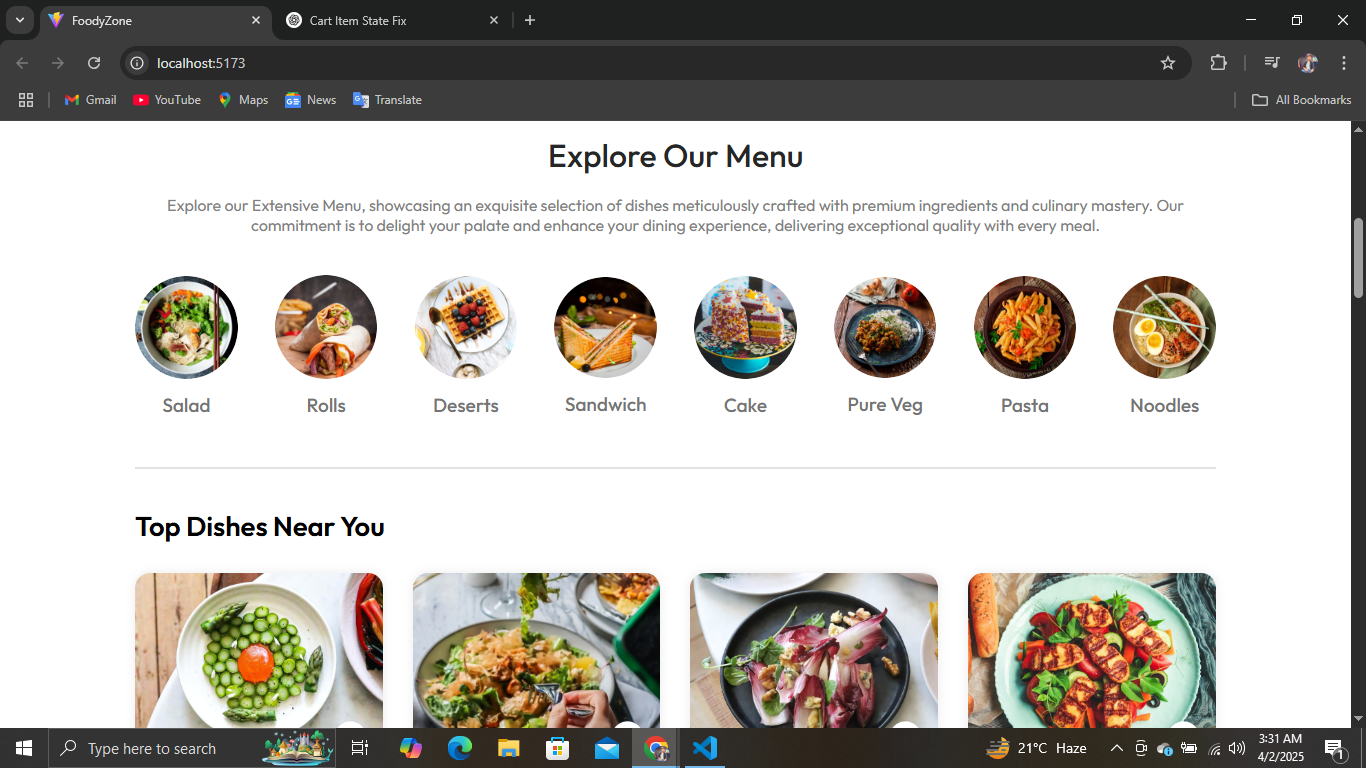 FoodyZone
Cart Item State Fix
localhost:5173
Gmail
YouTube
Maps
News
Translate
All Bookmarks
Explore Our Menu
Explore our Extensive Menu, showcasing an exquisite selection of dishes meticulously crafted with premium ingredients and culinary mastery. Our
commitment is to delight your palate and enhance your dining experience, delivering exceptional quality with every meal.
Salad
Rolls
Deserts
Sandwich
Cake
Pure Veg
Pasta
Noodles
Top Dishes Near You
Type here to search
21°C Haze
3:31 AM
4/2/2025
1